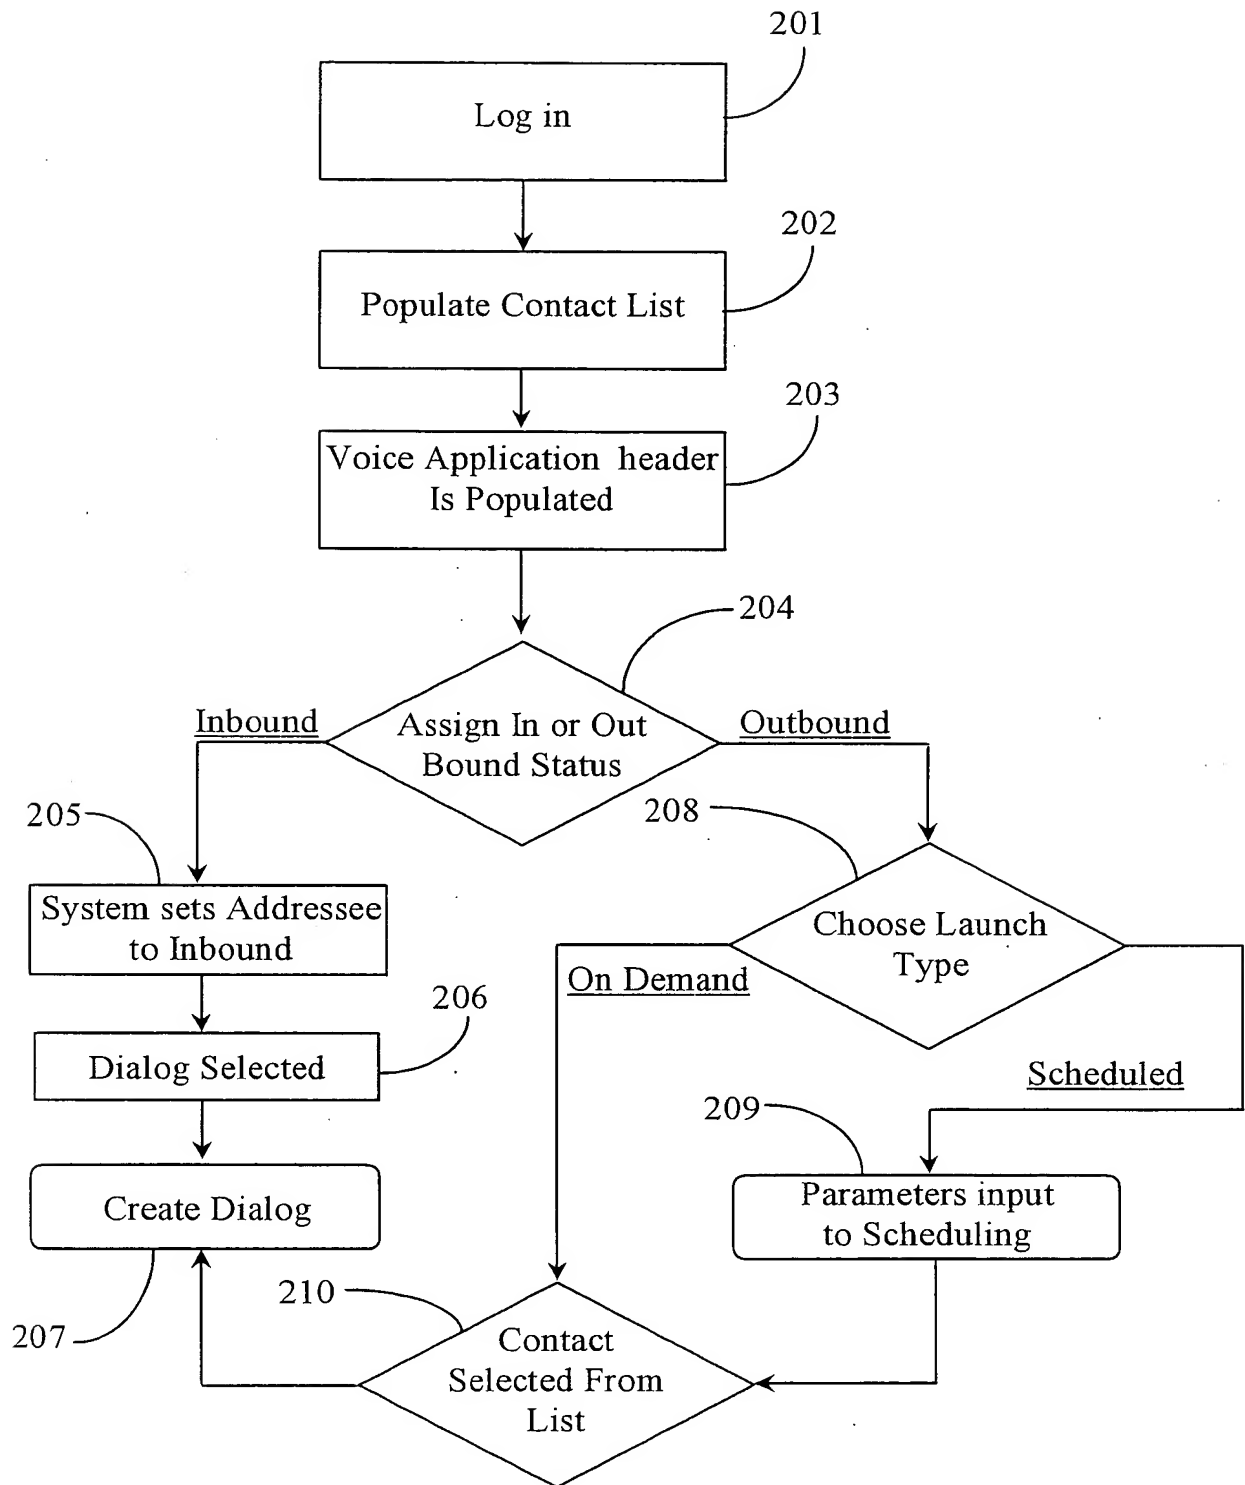 201
Log in
202
Populate Contact List
203
Voice Application header
Is Populated
204
Inbound
Assign In or Out
Bound Status
Outbound
205
208
System sets Addressee
to Inbound
Choose Launch
Type
On Demand
206
Dialog Selected
Scheduled
209
Create Dialog
Parameters input
to Scheduling
210
207
Contact
Selected From
List